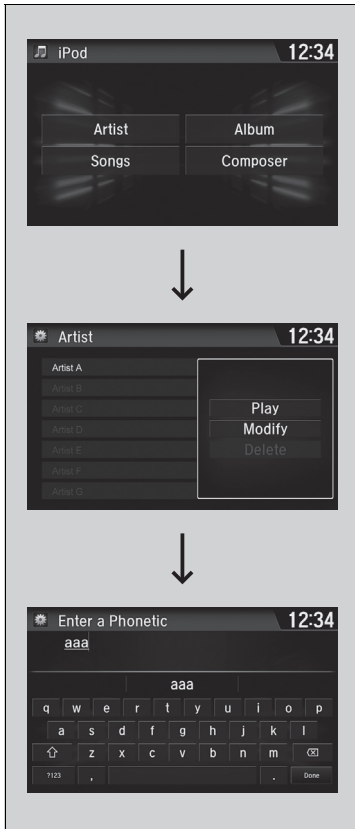 iPod 12:34
Artist Album
Songs Composer
Artist 12:34
Artist A
Artist B
Artist C
Artist D
Artist E
Artist F
Artist G
Play
Modify
Delete
Enter a Phonetic 12:34
aaa
aaa
q w e r t y u i o p
a s d f g h j k l
z x c v b n m
?123 , . Done